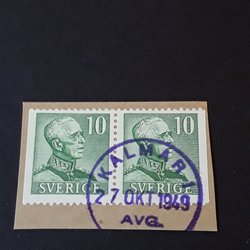 10 10
SVERIGE SVERIGE
KALMAR
27 OKT 1949
AVG.